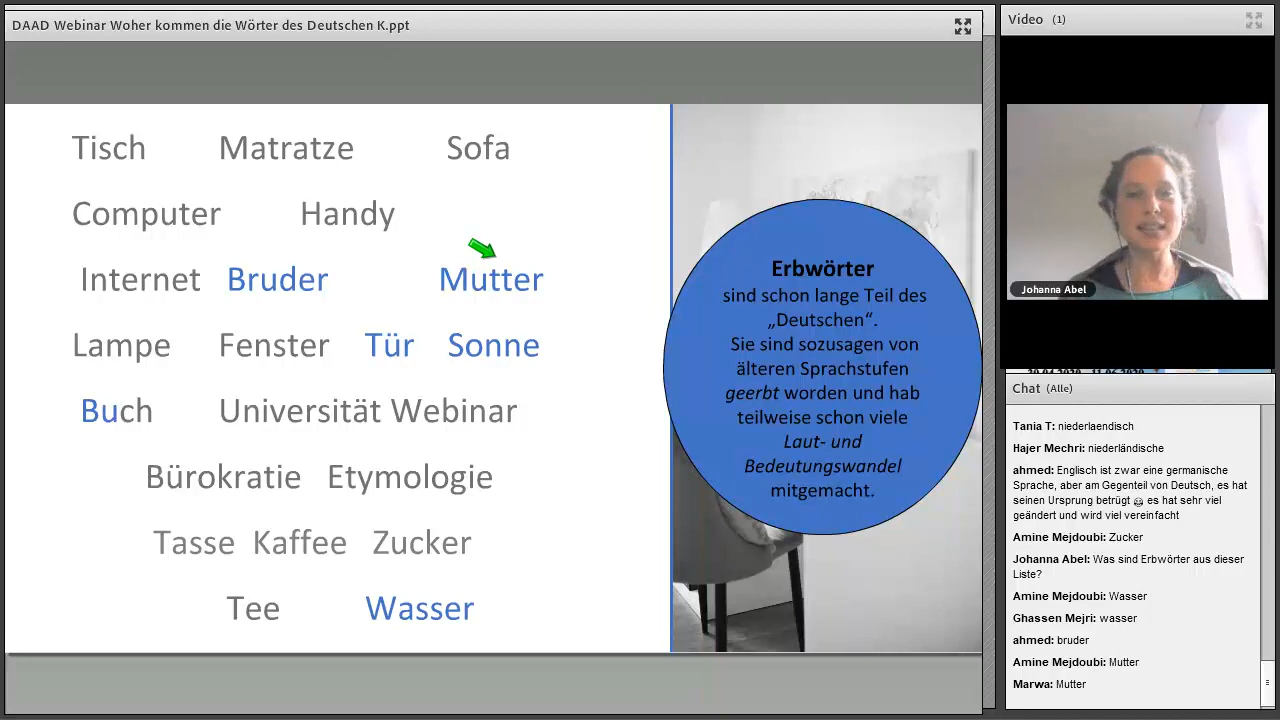 DAAD Webinar Woher kommen die Wörter des Deutschen K.ppt
Tisch Matratze Sofa
Computer Handy
Internet Bruder Mutter
Lampe Fenster Tür Sonne
Buch Universität Webinar
Bürokratie Etymologie
Tasse Kaffee Zucker
Tee Wasser
Erbwörter
sind schon lange Teil des
„Deutschen“.
Sie sind sozusagen von
älteren Sprachstufen
geerbt worden und hab
teilweise schon viele
Laut- und
Bedeutungswandel
mitgemacht.
Video (1)
Johanna Abel
Chat (Alle)
Tania T: niederlaendisch
Hajer Mechri: niederländische
ahmed: Englisch ist zwar eine germanische
Sprache, aber am Gegenteil von Deutsch, es hat
seinen Ursprung betrügt 😂 es hat sehr viel
geändert und wird viel vereinfacht
Amine Mejdoubi: Zucker
Johanna Abel: Was sind Erbwörter aus dieser
Liste?
Amine Mejdoubi: Wasser
Ghassen Mejri: wasser
ahmed: bruder
Amine Mejdoubi: Mutter
Marwa: Mutter